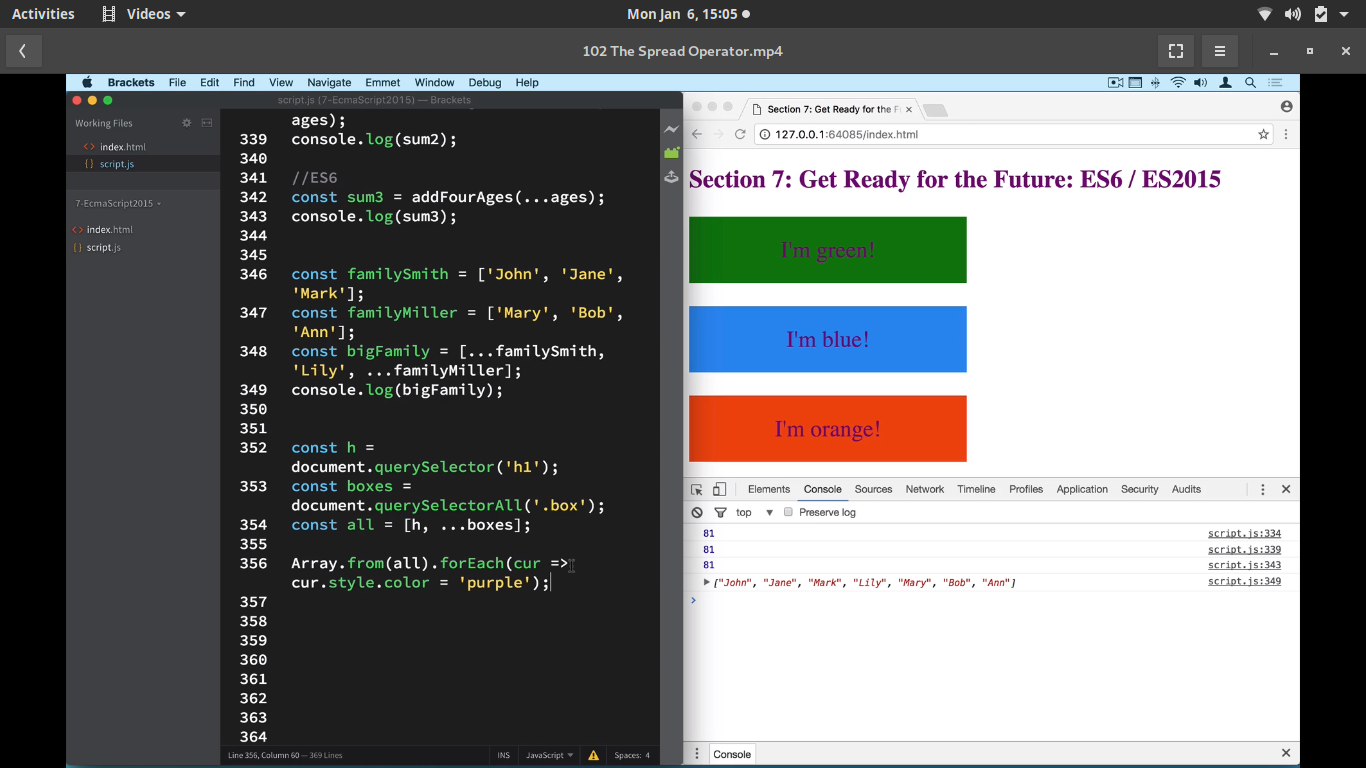 Activities Videos Mon Jan 6, 15:05
102 The Spread Operator.mp4
Brackets File Edit Find View Navigate Emmet Window Debug Help
script.js (7-EcmaScript2015) — Brackets
Working Files
<> index.html
{} script.js
7-EcmaScript2015
<> index.html
{} script.js
ages);
339 console.log(sum2);
340
341 //ES6
342 const sum3 = addFourAges(...ages);
343 console.log(sum3);
344
345
346 const familySmith = ['John', 'Jane',
'Mark'];
347 const familyMiller = ['Mary', 'Bob',
'Ann'];
348 const bigFamily = [...familySmith,
'Lily', ...familyMiller];
349 console.log(bigFamily);
350
351
352 const h =
document.querySelector('h1');
353 const boxes =
document.querySelectorAll('.box');
354 const all = [h, ...boxes];
355
356 Array.from(all).forEach(cur =>
cur.style.color = 'purple');
357
358
359
360
361
362
363
364
Line 356, Column 60 — 369 Lines INS JavaScript Spaces: 4
Section 7: Get Ready for the F
127.0.0.1:64085/index.html
Section 7: Get Ready for the Future: ES6 / ES2015
I'm green!
I'm blue!
I'm orange!
Elements Console Sources Network Timeline Profiles Application Security Audits
top Preserve log
81 script.js:334
81 script.js:339
81 script.js:343
["John", "Jane", "Mark", "Lily", "Mary", "Bob", "Ann"] script.js:349
Console